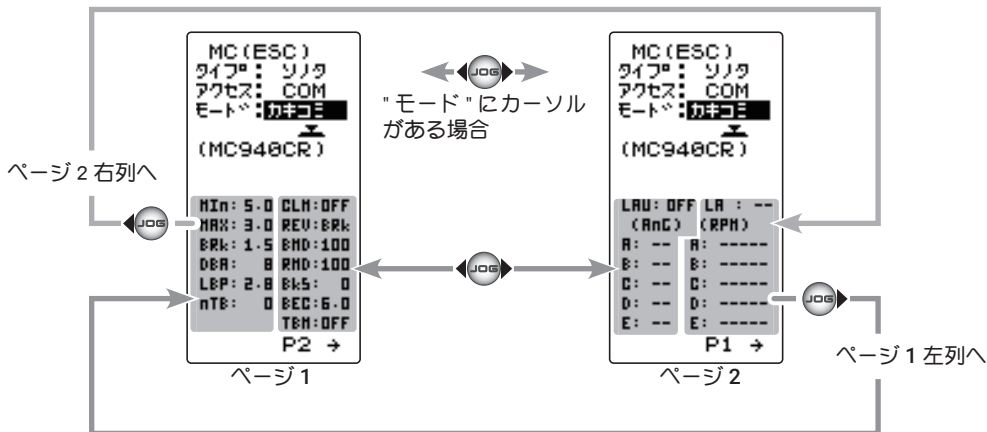 MC(ESC)
タイプ: ソノタ
アクセス: COM
モード:カキコミ
(MC940CR)
MIn: 5.0 CLM:OFF
MAX: 3.0 REV:BRk
BRk: 1.5 BMD:100
DBA: 8 RMD:100
LBP: 2.8 BkS: 0
nTB: 0 BEC:6.0
TBM:OFF
P2 →
ページ 1
ページ 2 右列へ
JOG
JOG
" モード " にカーソル
がある場合
JOG
MC(ESC)
タイプ: ソノタ
アクセス: COM
モード:カキコミ
(MC940CR)
LAU: OFF LA : --
(AnG) (RPM)
A: -- A: -----
B: -- B: -----
C: -- C: -----
D: -- D: -----
E: -- E: -----
P1 →
ページ 2
JOG
ページ 1 左列へ